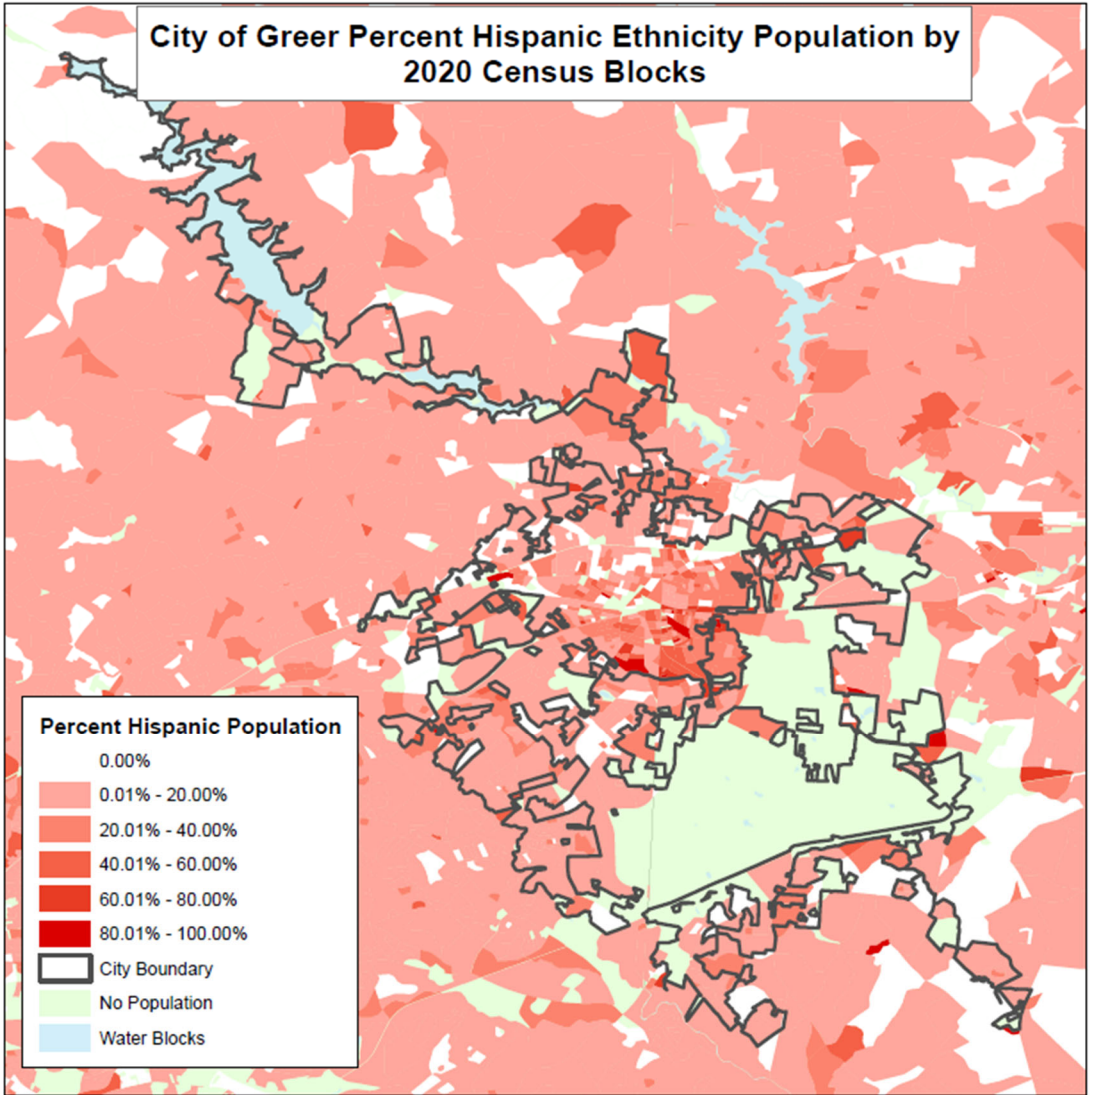 City of Greer Percent Hispanic Ethnicity Population by
2020 Census Blocks
Percent Hispanic Population
0.00%
0.01% - 20.00%
20.01% - 40.00%
40.01% - 60.00%
60.01% - 80.00%
80.01% - 100.00%
City Boundary
No Population
Water Blocks